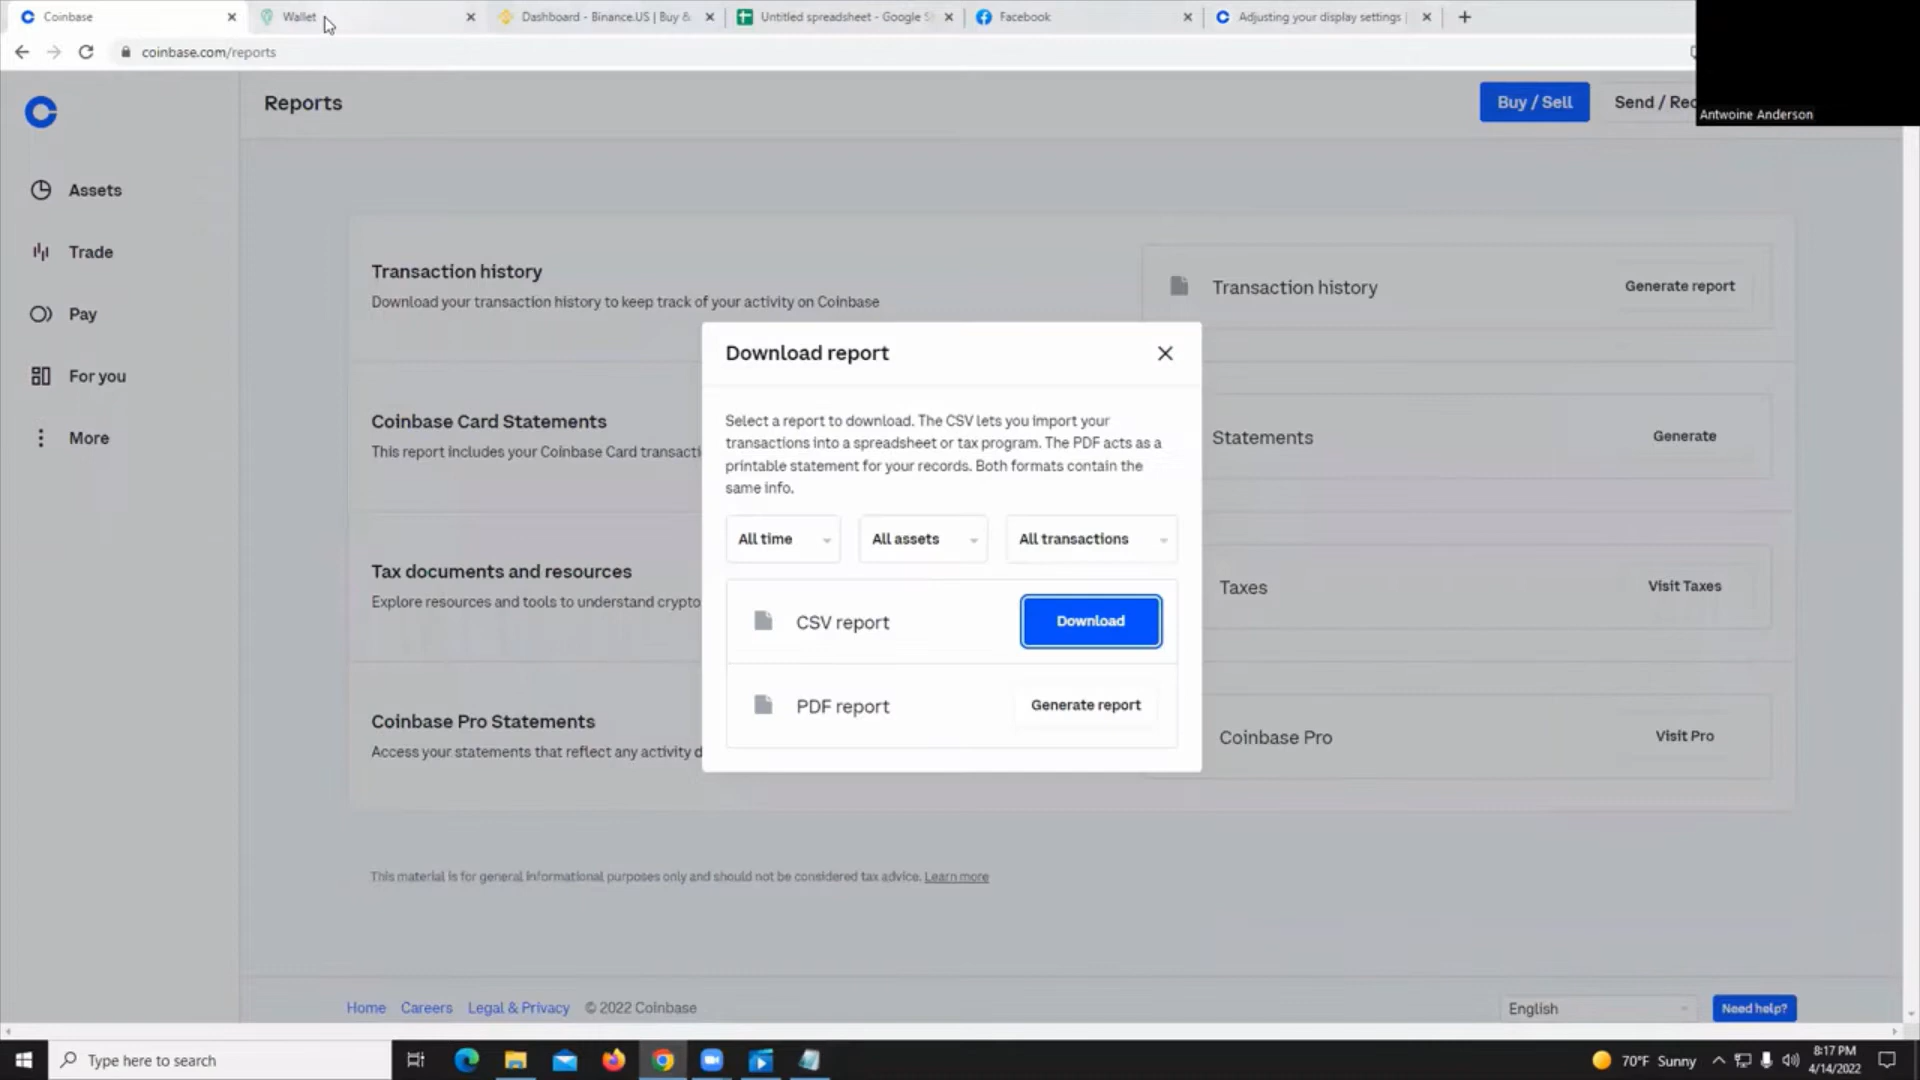 Coinbase
Wallet
Dashboard - Binance.US | Buy &
Untitled spreadsheet - Google S
Facebook
Adjusting your display settings |
coinbase.com/reports
Reports
Buy / Sell
Send / Rec
Antwoine Anderson
Assets
Trade
Pay
For you
More
Transaction history
Download your transaction history to keep track of your activity on Coinbase
Transaction history
Generate report
Coinbase Card Statements
This report includes your Coinbase Card transacti
Statements
Generate
Tax documents and resources
Explore resources and tools to understand crypto
Taxes
Visit Taxes
Coinbase Pro Statements
Access your statements that reflect any activity d
Coinbase Pro
Visit Pro
Download report
Select a report to download. The CSV lets you import your
transactions into a spreadsheet or tax program. The PDF acts as a
printable statement for your records. Both formats contain the
same info.
All time
All assets
All transactions
CSV report
Download
PDF report
Generate report
This material is for general informational purposes only and should not be considered tax advice. Learn more
Home
Careers
Legal & Privacy
© 2022 Coinbase
English
Need help?
Type here to search
70°F Sunny
8:17 PM
4/14/2022